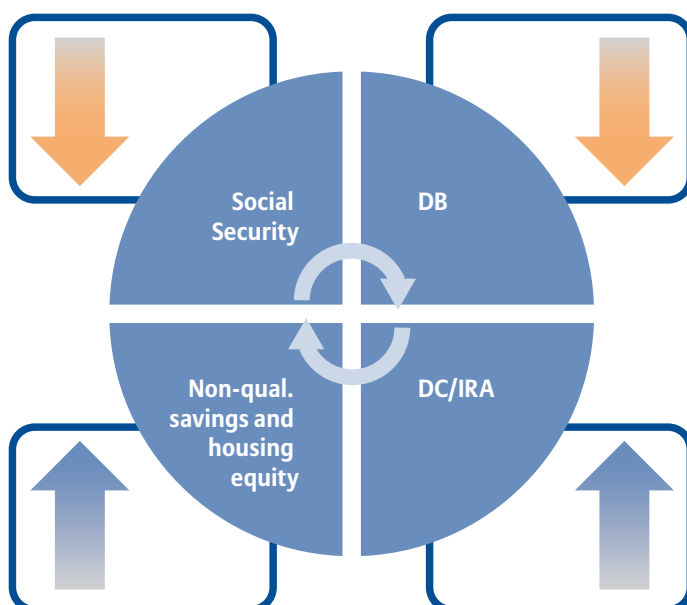 Social
Security
DB
Non-qual.
savings and
housing
equity
DC/IRA